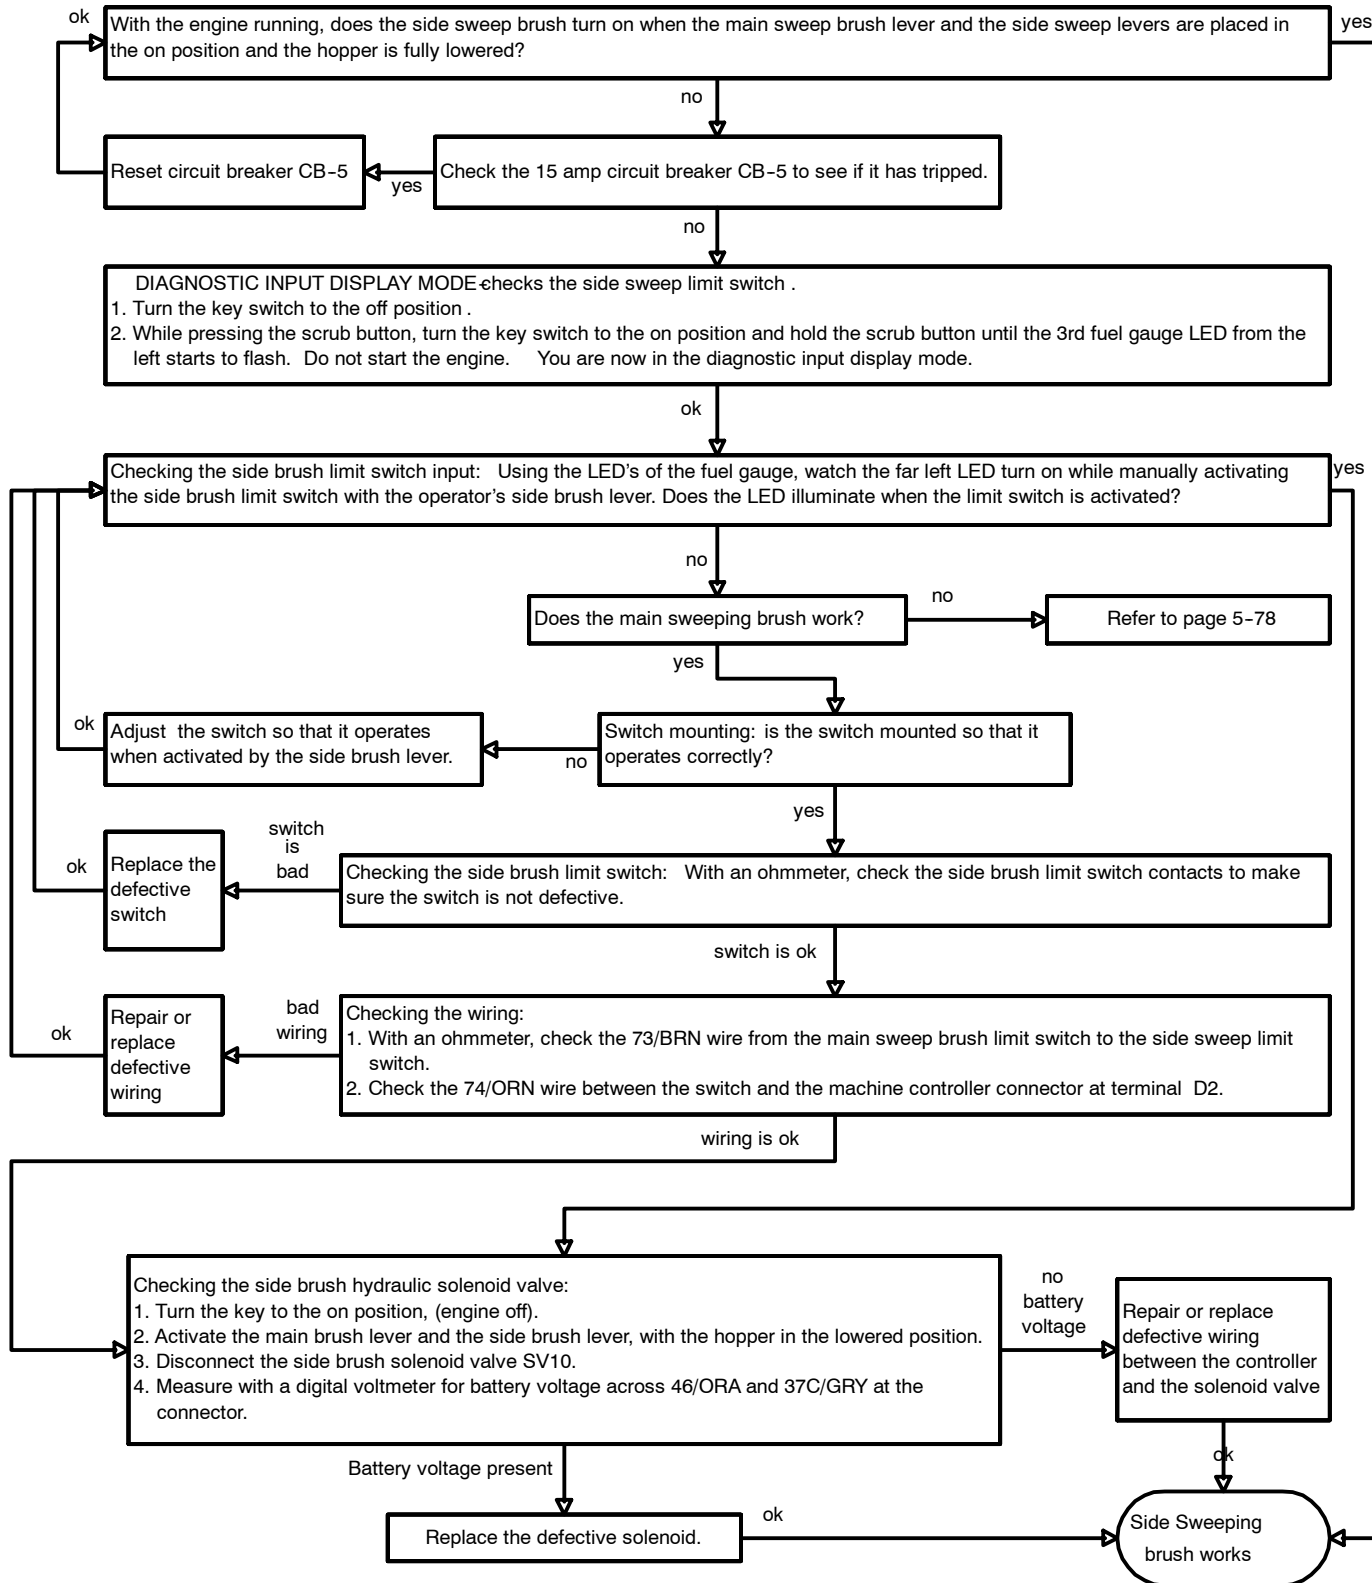 ok
With the engine running, does the side sweep brush turn on when the main sweep brush lever and the side sweep levers are placed in
the on position and the hopper is fully lowered?
yes
no
Reset circuit breaker CB-5
yes
Check the 15 amp circuit breaker CB-5 to see if it has tripped.
no
DIAGNOSTIC INPUT DISPLAY MODE-checks the side sweep limit switch .
1. Turn the key switch to the off position .
2. While pressing the scrub button, turn the key switch to the on position and hold the scrub button until the 3rd fuel gauge LED from the
left starts to flash. Do not start the engine. You are now in the diagnostic input display mode.
ok
Checking the side brush limit switch input: Using the LED's of the fuel gauge, watch the far left LED turn on while manually activating
the side brush limit switch with the operator's side brush lever. Does the LED illuminate when the limit switch is activated?
yes
no
Does the main sweeping brush work?
no
Refer to page 5-78
yes
ok
Adjust the switch so that it operates
when activated by the side brush lever.
no
Switch mounting: is the switch mounted so that it
operates correctly?
yes
ok
Replace the
defective
switch
switch
is
bad
Checking the side brush limit switch: With an ohmmeter, check the side brush limit switch contacts to make
sure the switch is not defective.
switch is ok
ok
Repair or
replace
defective
wiring
bad
wiring
Checking the wiring:
1. With an ohmmeter, check the 73/BRN wire from the main sweep brush limit switch to the side sweep limit
switch.
2. Check the 74/ORN wire between the switch and the machine controller connector at terminal D2.
wiring is ok
Checking the side brush hydraulic solenoid valve:
1. Turn the key to the on position, (engine off).
2. Activate the main brush lever and the side brush lever, with the hopper in the lowered position.
3. Disconnect the side brush solenoid valve SV10.
4. Measure with a digital voltmeter for battery voltage across 46/ORA and 37C/GRY at the
connector.
no
battery
voltage
Repair or replace
defective wiring
between the controller
and the solenoid valve
ok
Battery voltage present
Replace the defective solenoid.
ok
Side Sweeping
brush works